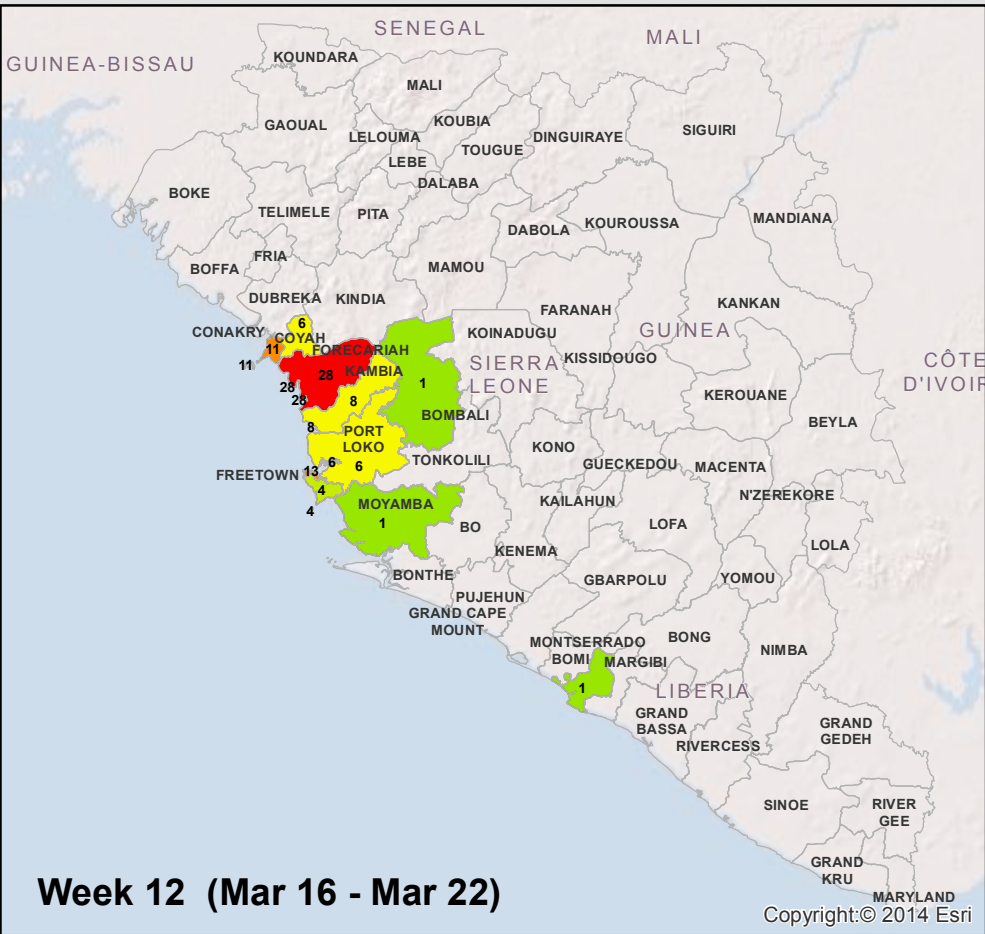 SENEGAL
MALI
GUINEA-BISSAU
KOUNDARA
MALI
GAOUAL
KOUBIA
LELOUMA
DINGUIRAYE
SIGUIRI
TOUGUE
LEBE
DALABA
BOKE
TELIMELE
PITA
KOUROUSSA
MANDIANA
DABOLA
FRIA
BOFFA
MAMOU
DUBREKA
KINDIA
KANKAN
FARANAH
CONAKRY
6
COYAH
KOINADUGU
GUINEA
11
FORECARIAH
11
SIERRA
LEONE
KISSIDOUGO
CÔTE
D'IVOIR
28
KAMBIA
28
28
8
1
KEROUANE
BOMBALI
BEYLA
8
PORT
LOKO
KONO
6
6
TONKOLILI
GUECKEDOU
MACENTA
FREETOWN
13
4
4
MOYAMBA
1
KAILAHUN
N'ZEREKORE
BO
LOFA
LOLA
KENEMA
BONTHE
GBARPOLU
YOMOU
PUJEHUN
GRAND CAPE
MOUNT
MONTSERRADO
BONG
NIMBA
BOMI
MARGIBI
1
LIBERIA
GRAND
BASSA
GRAND
GEDEH
RIVERCESS
SINOE
RIVER
GEE
GRAND
KRU
MARYLAND
Week 12 (Mar 16 - Mar 22)
Copyright:© 2014 Esri